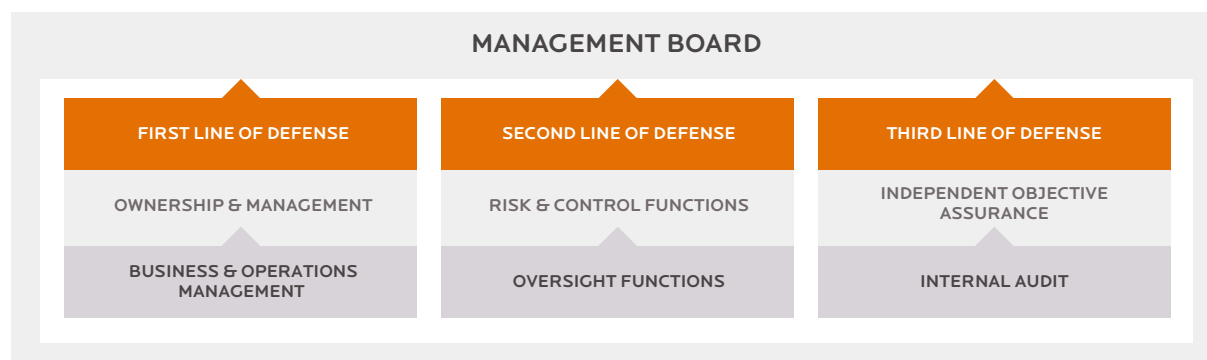 MANAGEMENT BOARD
FIRST LINE OF DEFENSE
OWNERSHIP & MANAGEMENT
BUSINESS & OPERATIONS
MANAGEMENT
SECOND LINE OF DEFENSE
RISK & CONTROL FUNCTIONS
OVERSIGHT FUNCTIONS
THIRD LINE OF DEFENSE
INDEPENDENT OBJECTIVE
ASSURANCE
INTERNAL AUDIT